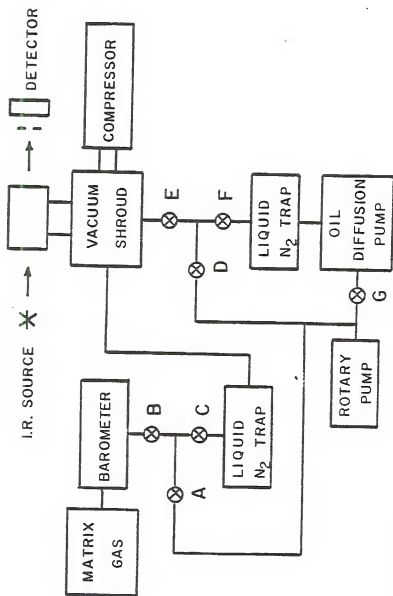 I.R. SOURCE
DETECTOR
MATRIX
GAS
BAROMETER
VACUUM
SHROUD
COMPRESSOR
B
A
C
LIQUID
N2 TRAP
E
D
F
LIQUID
N2 TRAP
OIL
DIFFUSION
PUMP
G
ROTARY
PUMP